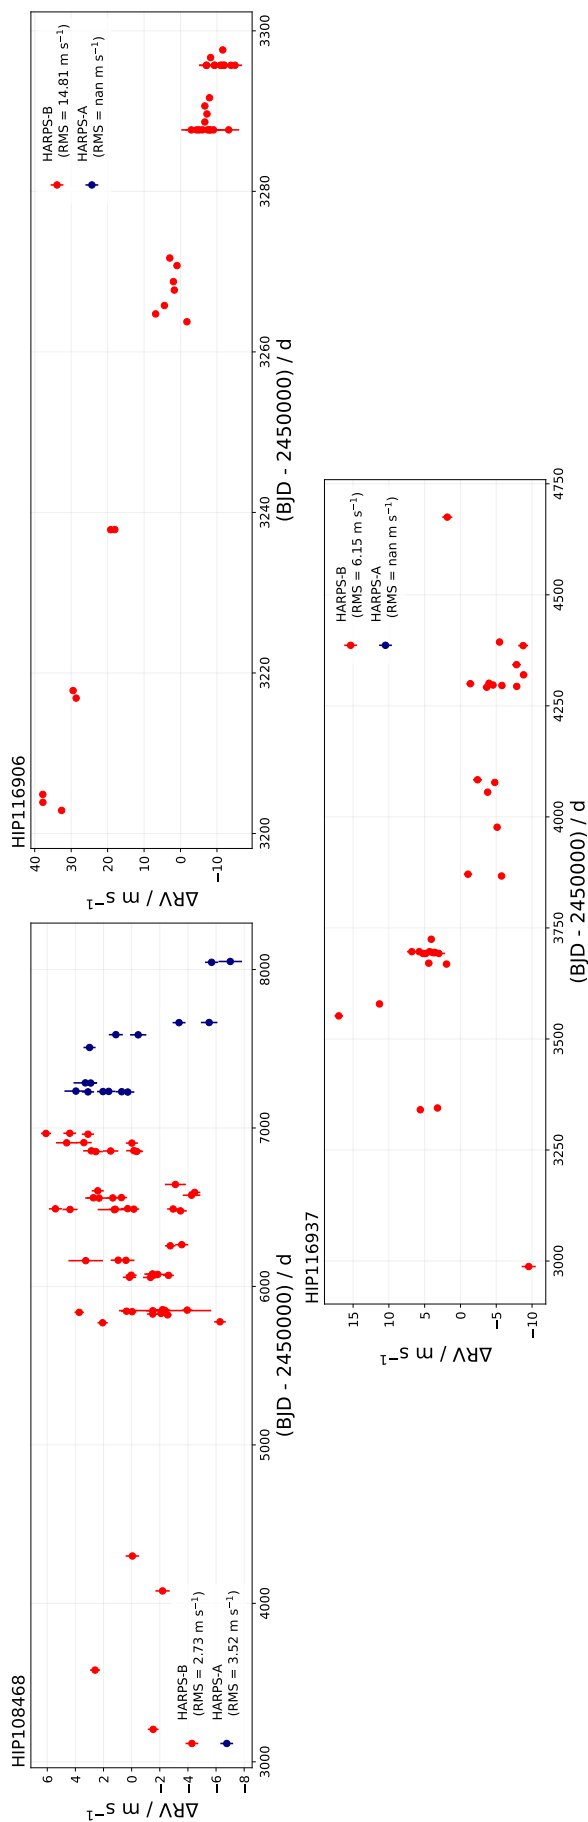 HIP108468
6
4
2
0
−2
−4
−6
−8
ΔRV / m s⁻¹
3000
4000
5000
6000
7000
8000
(BJD - 2450000) / d
HARPS-B
(RMS = 2.73 m s⁻¹)
HARPS-A
(RMS = 3.52 m s⁻¹)
HIP116906
40
30
20
10
0
−10
ΔRV / m s⁻¹
3200
3220
3240
3260
3280
3300
(BJD - 2450000) / d
HARPS-B
(RMS = 14.81 m s⁻¹)
HARPS-A
(RMS = nan m s⁻¹)
HIP116937
15
10
5
0
−5
−10
ΔRV / m s⁻¹
3000
3250
3500
3750
4000
4250
4500
4750
(BJD - 2450000) / d
HARPS-B
(RMS = 6.15 m s⁻¹)
HARPS-A
(RMS = nan m s⁻¹)